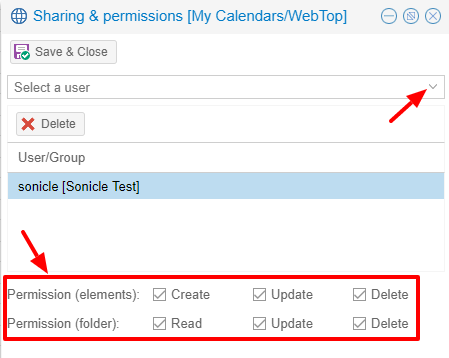 Sharing & permissions [My Calendars/WebTop]
Save & Close
Select a user
Delete
User/Group
sonicle [Sonicle Test]
Permission (elements): Create Update Delete
Permission (folder): Read Update Delete